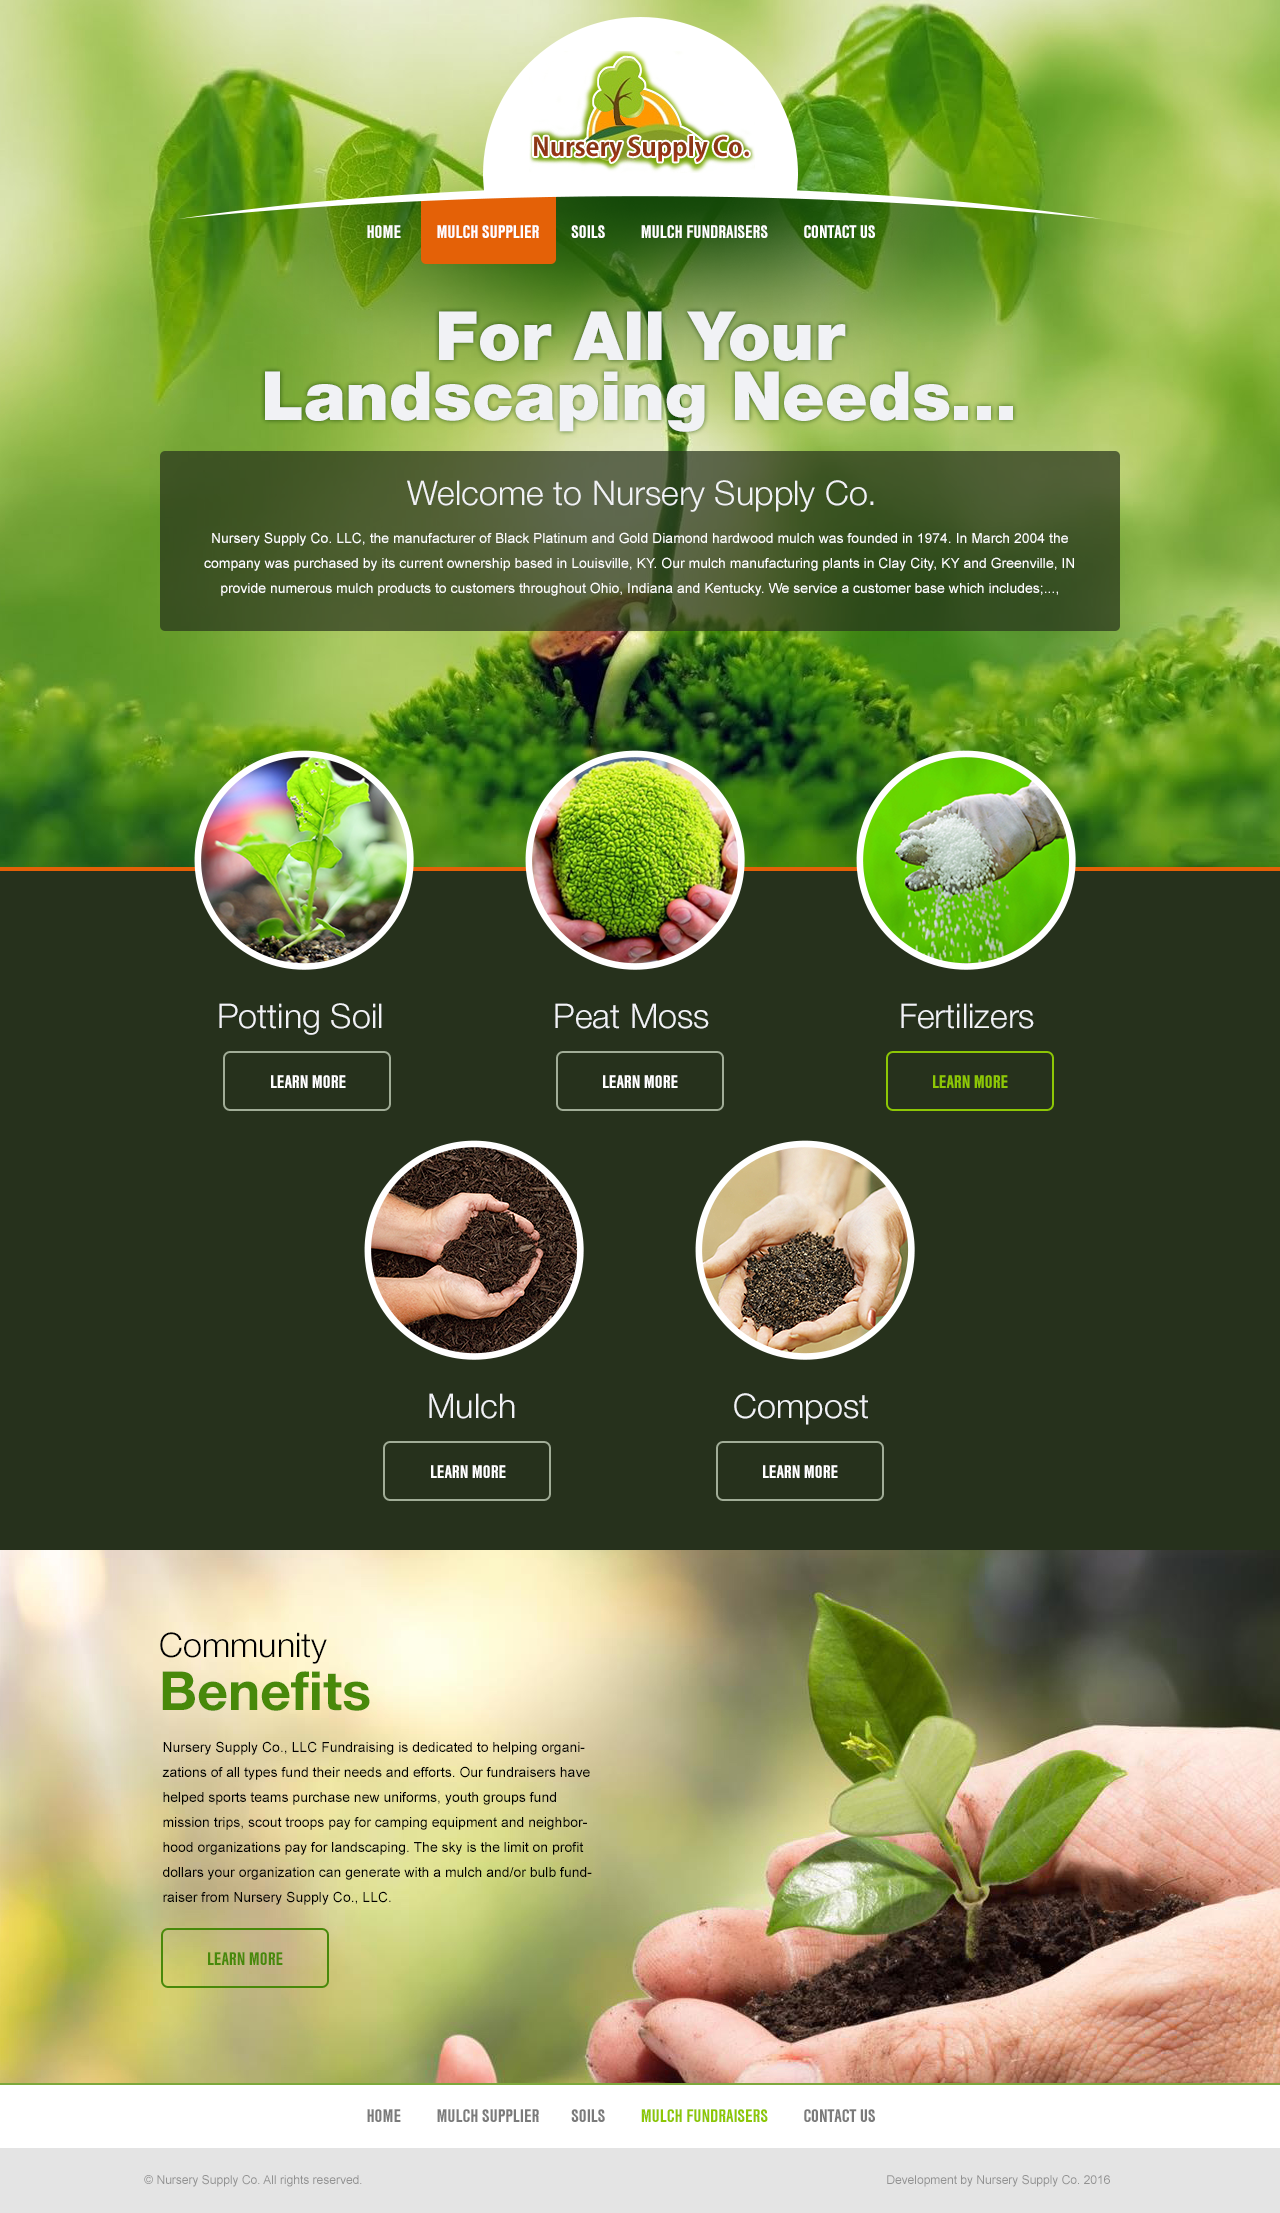 Nursery Supply Co.
HOME MULCH SUPPLIER SOILS MULCH FUNDRAISERS CONTACT US
For All Your
Landscaping Needs...
Welcome to Nursery Supply Co.
Nursery Supply Co. LLC, the manufacturer of Black Platinum and Gold Diamond hardwood mulch was founded in 1974. In March 2004 the
company was purchased by its current ownership based in Louisville, KY. Our mulch manufacturing plants in Clay City, KY and Greenville, IN
provide numerous mulch products to customers throughout Ohio, Indiana and Kentucky. We service a customer base which includes;...,
Potting Soil Peat Moss Fertilizers
LEARN MORE LEARN MORE LEARN MORE
Mulch Compost
LEARN MORE LEARN MORE
Community
Benefits
Nursery Supply Co., LLC Fundraising is dedicated to helping organi-
zations of all types fund their needs and efforts. Our fundraisers have
helped sports teams purchase new uniforms, youth groups fund
mission trips, scout troops pay for camping equipment and neighbor-
hood organizations pay for landscaping. The sky is the limit on profit
dollars your organization can generate with a mulch and/or bulb fund-
raiser from Nursery Supply Co., LLC.
LEARN MORE
HOME MULCH SUPPLIER SOILS MULCH FUNDRAISERS CONTACT US
© Nursery Supply Co. All rights reserved. Development by Nursery Supply Co. 2016